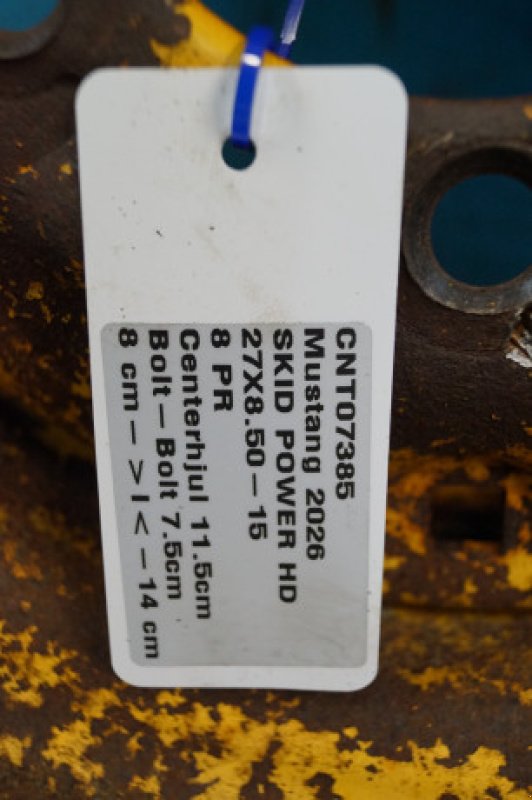 CNT07385
Mustang 2026
SKID POWER HD
27X8.50-15
8 PR
Centerhjul 11.5cm
Bolt-Bolt 7.5cm
8 cm ->I<-14 cm